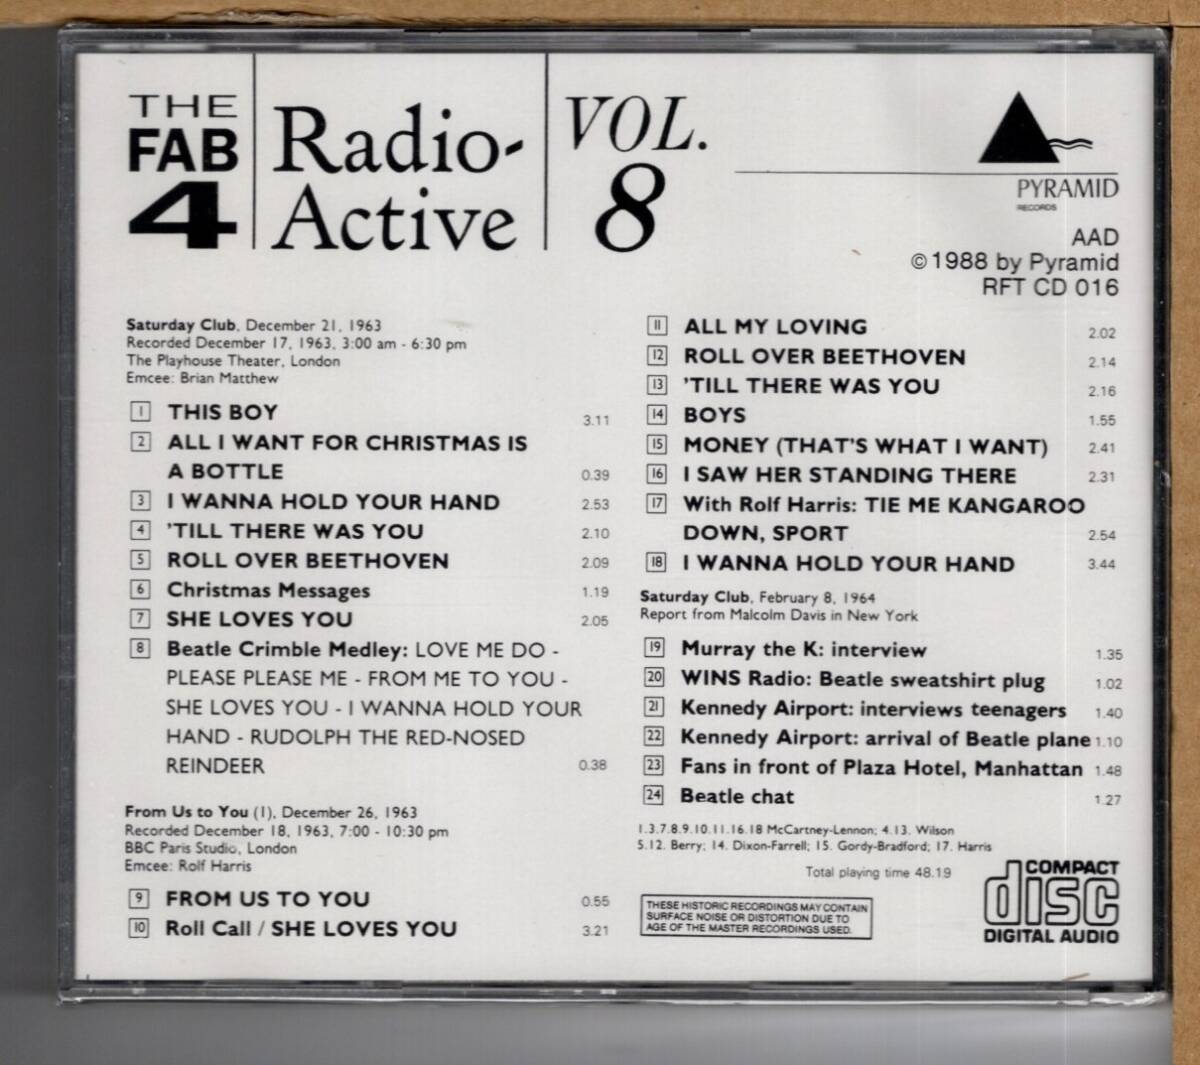 THE
FAB
4
Radio-
Active
VOL.
8
PYRAMID
RECORDS
AAD
©1988 by Pyramid
RFT CD 016
Saturday Club, December 21, 1963
Recorded December 17, 1963, 3:00 am - 6:30 pm
The Playhouse Theater, London
Emcee: Brian Matthew
1 THIS BOY 3.11
2 ALL I WANT FOR CHRISTMAS IS
A BOTTLE 0.39
3 I WANNA HOLD YOUR HAND 2.53
4 'TILL THERE WAS YOU 2.10
5 ROLL OVER BEETHOVEN 2.09
6 Christmas Messages 1.19
7 SHE LOVES YOU 2.05
8 Beatle Crimble Medley: LOVE ME DO -
PLEASE PLEASE ME - FROM ME TO YOU -
SHE LOVES YOU - I WANNA HOLD YOUR
HAND - RUDOLPH THE RED-NOSED
REINDEER 0.38
From Us to You (1), December 26, 1963
Recorded December 18, 1963, 7:00 - 10:30 pm
BBC Paris Studio, London
Emcee: Rolf Harris
9 FROM US TO YOU 0.55
10 Roll Call / SHE LOVES YOU 3.21
11 ALL MY LOVING 2.02
12 ROLL OVER BEETHOVEN 2.14
13 'TILL THERE WAS YOU 2.16
14 BOYS 1.55
15 MONEY (THAT'S WHAT I WANT) 2.41
16 I SAW HER STANDING THERE 2.31
17 With Rolf Harris: TIE ME KANGAROO
DOWN, SPORT 2.54
18 I WANNA HOLD YOUR HAND 3.44
Saturday Club, February 8, 1964
Report from Malcolm Davis in New York
19 Murray the K: interview 1.35
20 WINS Radio: Beatle sweatshirt plug 1.02
21 Kennedy Airport: interviews teenagers 1.40
22 Kennedy Airport: arrival of Beatle plane 1.10
23 Fans in front of Plaza Hotel, Manhattan 1.48
24 Beatle chat 1.27
1.3.7.8.9.10.11.16.18 McCartney-Lennon; 4.13. Wilson
5.12. Berry; 14. Dixon-Farrell; 15. Gordy-Bradford; 17. Harris
Total playing time 48.19
THESE HISTORIC RECORDINGS MAY CONTAIN
SURFACE NOISE OR DISTORTION DUE TO
AGE OF THE MASTER RECORDINGS USED.
COMPACT
disc
DIGITAL AUDIO